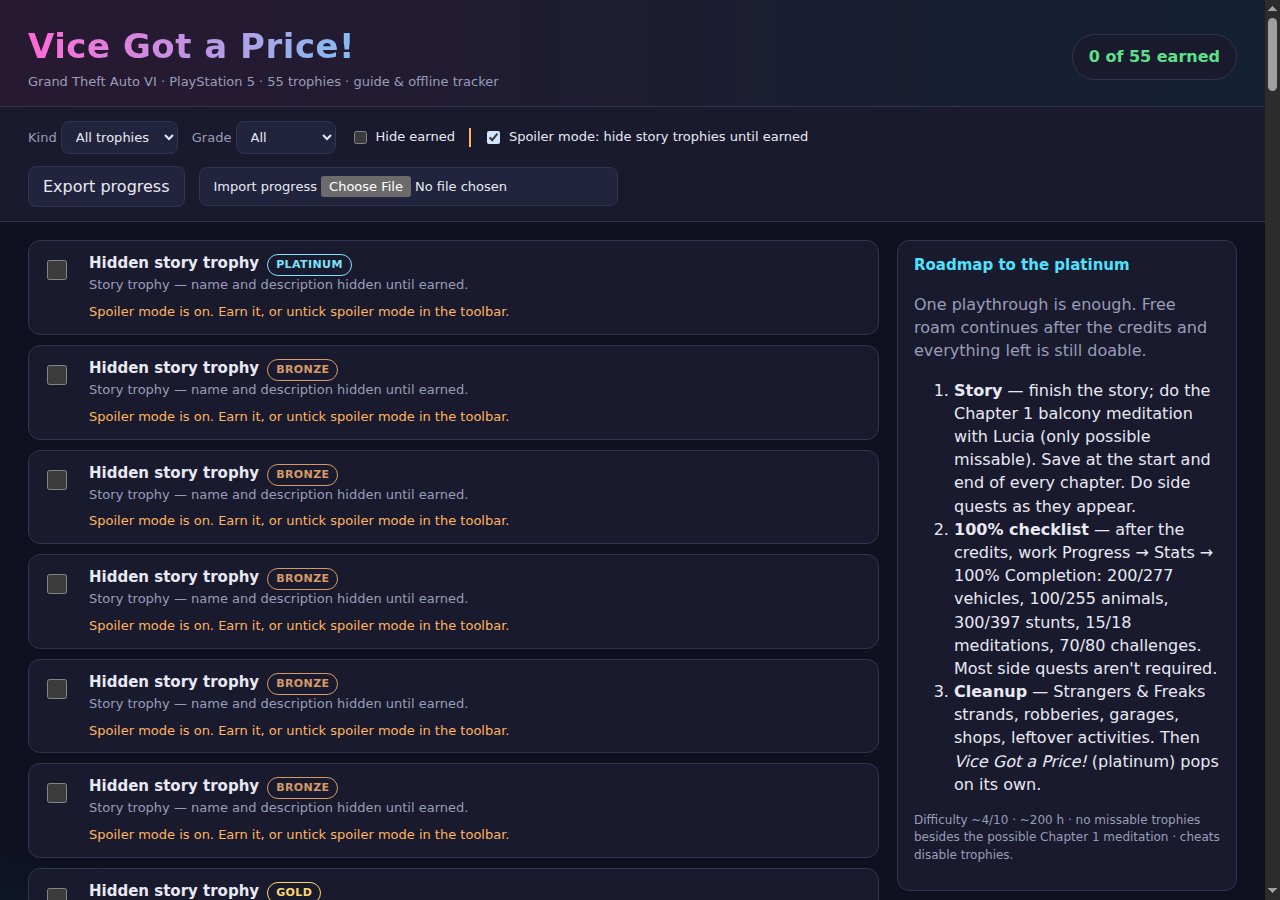 Vice Got a Price!
Grand Theft Auto VI · PlayStation 5 · 55 trophies · guide & offline tracker
0 of 55 earned
Kind All trophies Grade All Hide earned Spoiler mode: hide story trophies until earned
Export progress Import progress Choose File No file chosen
Hidden story trophy PLATINUM
Story trophy — name and description hidden until earned.
Spoiler mode is on. Earn it, or untick spoiler mode in the toolbar.
Hidden story trophy BRONZE
Story trophy — name and description hidden until earned.
Spoiler mode is on. Earn it, or untick spoiler mode in the toolbar.
Hidden story trophy BRONZE
Story trophy — name and description hidden until earned.
Spoiler mode is on. Earn it, or untick spoiler mode in the toolbar.
Hidden story trophy BRONZE
Story trophy — name and description hidden until earned.
Spoiler mode is on. Earn it, or untick spoiler mode in the toolbar.
Hidden story trophy BRONZE
Story trophy — name and description hidden until earned.
Spoiler mode is on. Earn it, or untick spoiler mode in the toolbar.
Hidden story trophy BRONZE
Story trophy — name and description hidden until earned.
Spoiler mode is on. Earn it, or untick spoiler mode in the toolbar.
Hidden story trophy GOLD
Roadmap to the platinum
One playthrough is enough. Free
roam continues after the credits and
everything left is still doable.
1. Story — finish the story; do the
Chapter 1 balcony meditation
with Lucia (only possible
missable). Save at the start and
end of every chapter. Do side
quests as they appear.
2. 100% checklist — after the
credits, work Progress → Stats →
100% Completion: 200/277
vehicles, 100/255 animals,
300/397 stunts, 15/18
meditations, 70/80 challenges.
Most side quests aren't required.
3. Cleanup — Strangers & Freaks
strands, robberies, garages,
shops, leftover activities. Then
Vice Got a Price! (platinum) pops
on its own.
Difficulty ~4/10 · ~200 h · no missable trophies
besides the possible Chapter 1 meditation · cheats
disable trophies.